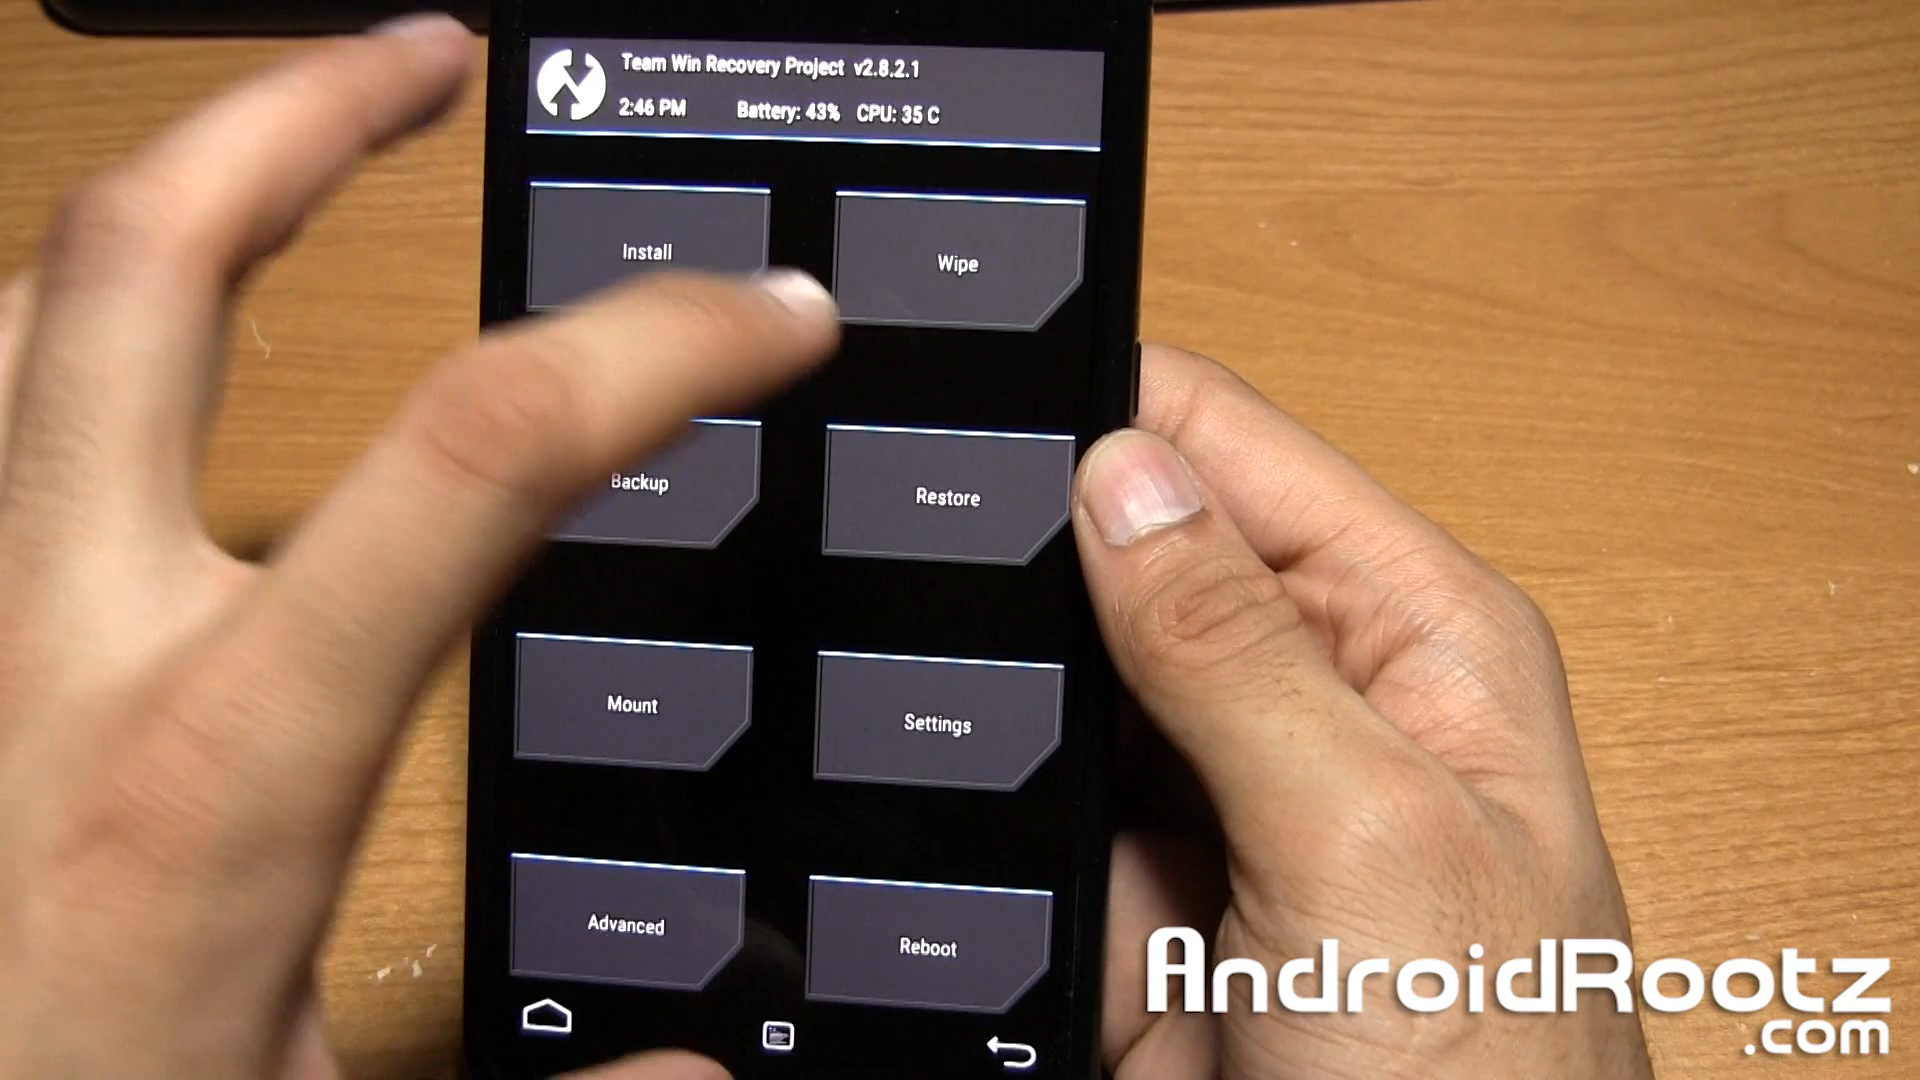 Team Win Recovery Project v2.8.2.1
2:46 PM Battery: 43% CPU: 35 C
Install
Wipe
Backup
Restore
Mount
Settings
Advanced
Reboot
AndroidRootz
.com